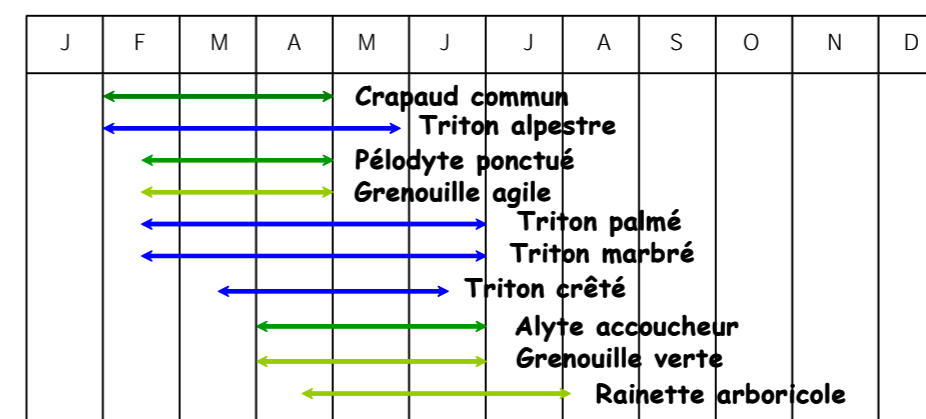 J F M A M J J A S O N D
Crapaud commun
Triton alpestre
Pélodyte ponctué
Grenouille agile
Triton palmé
Triton marbré
Triton crêté
Alyte accoucheur
Grenouille verte
Rainette arboricole